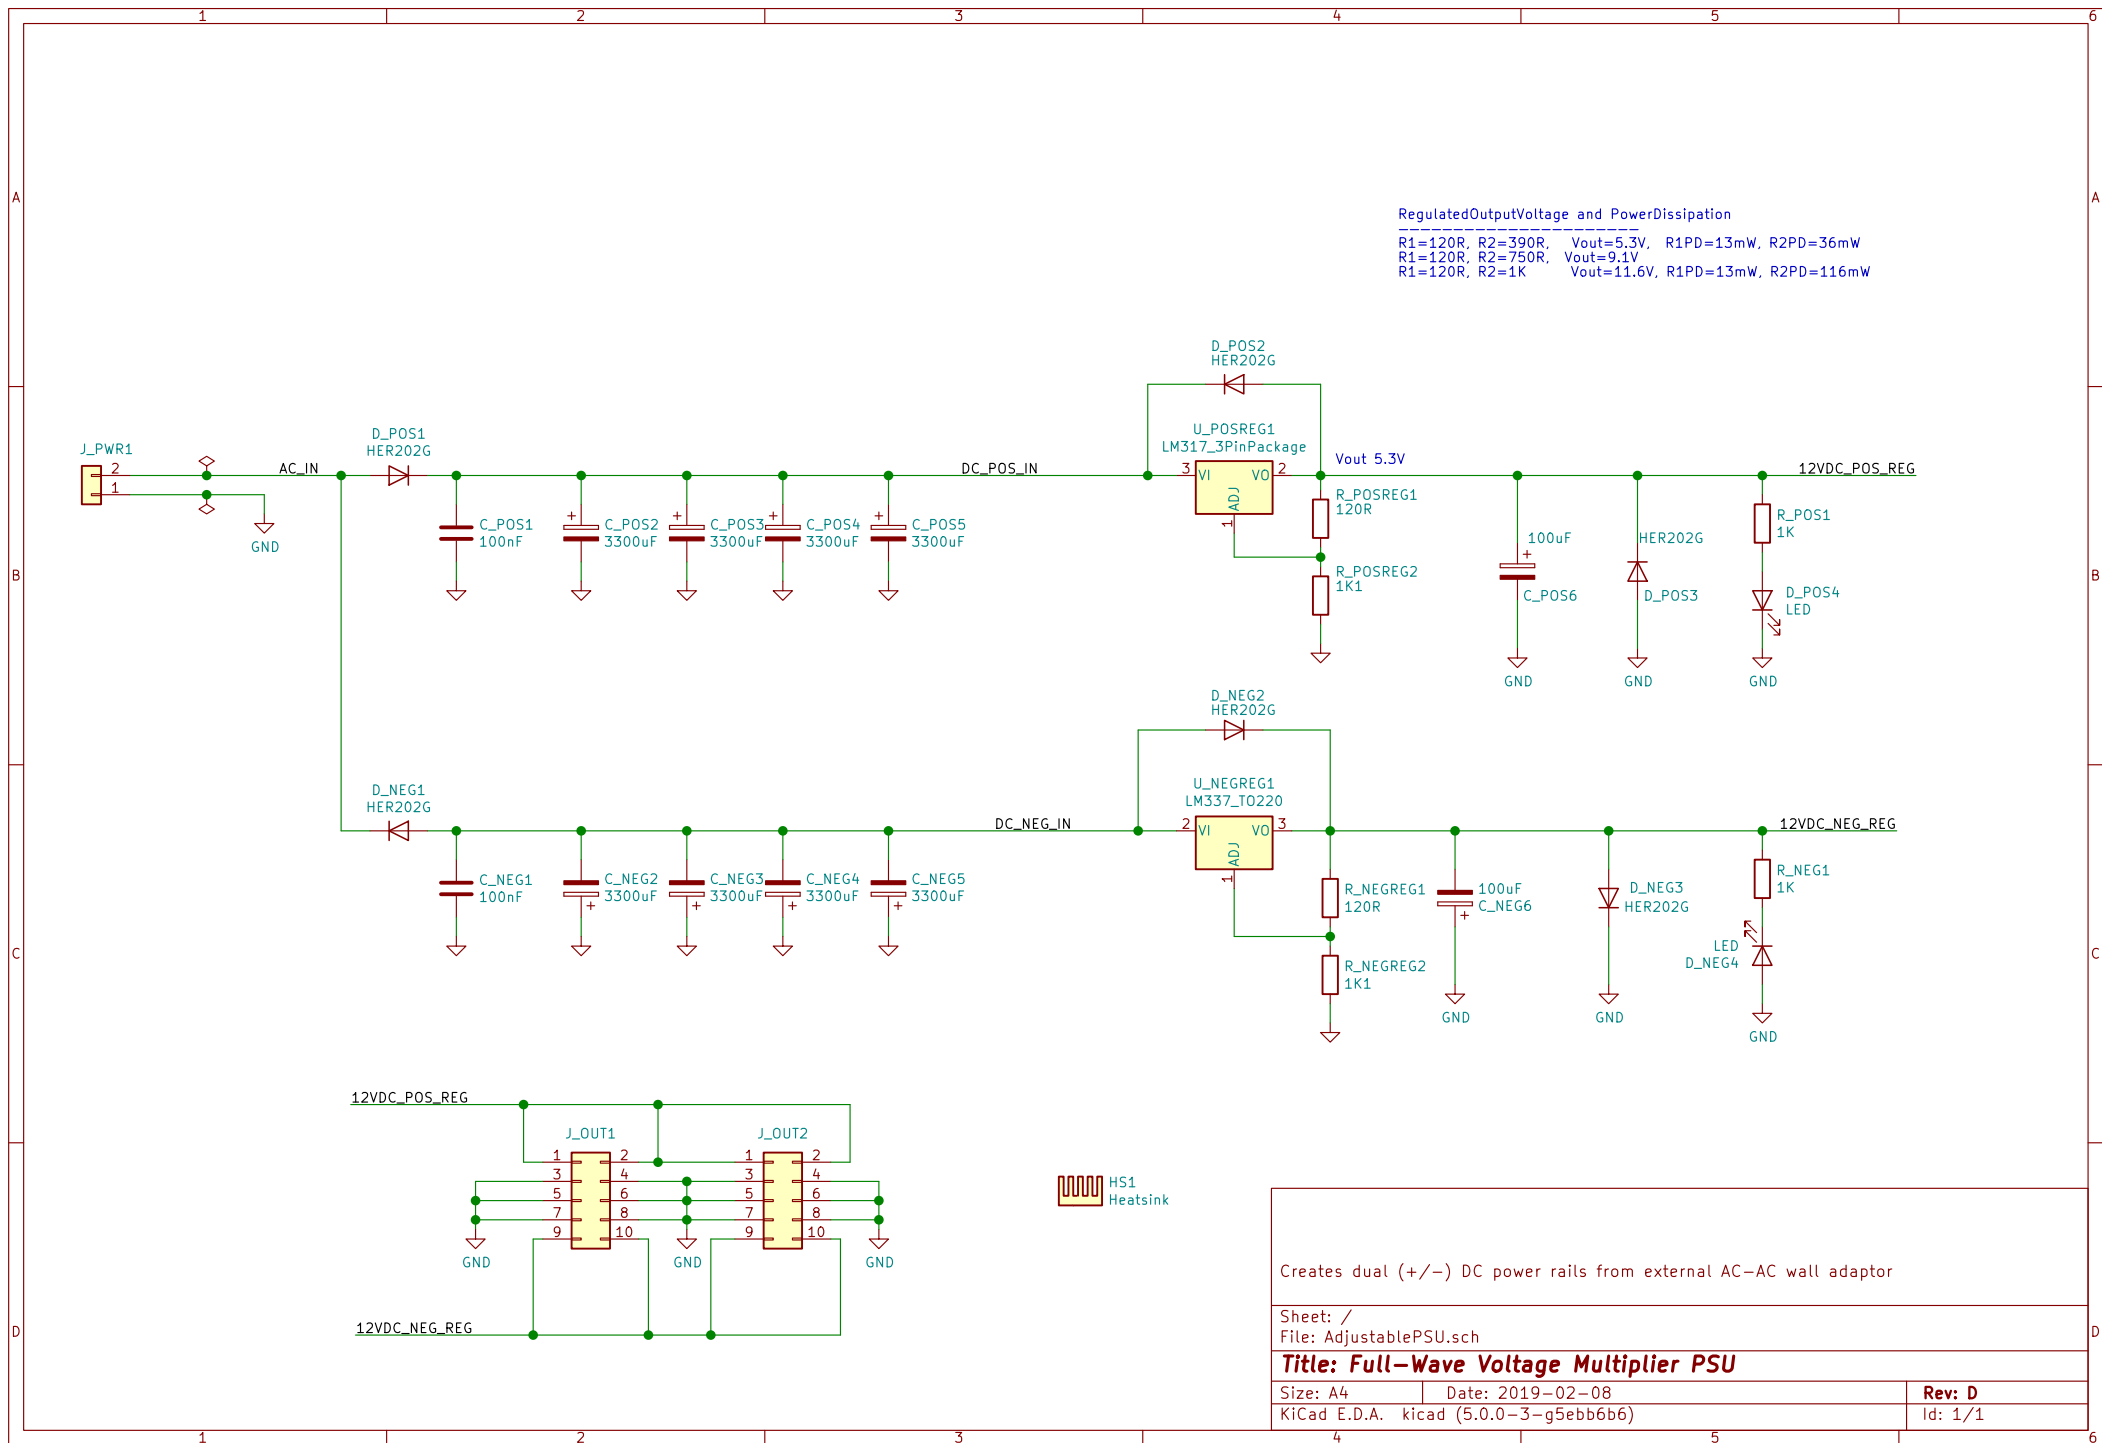 1 2 3 4 5 6
A A
RegulatedOutputVoltage and PowerDissipation
----------------------
R1=120R, R2=390R, Vout=5.3V, R1PD=13mW, R2PD=36mW
R1=120R, R2=750R, Vout=9.1V
R1=120R, R2=1K Vout=11.6V, R1PD=13mW, R2PD=116mW
D_POS2
HER202G
J_PWR1
2
1
GND
AC_IN
D_POS1
HER202G
C_POS1
100nF
+
C_POS2
3300uF
+
C_POS3
3300uF
+
C_POS4
3300uF
+
C_POS5
3300uF
DC_POS_IN
U_POSREG1
LM317_3PinPackage
3 VI VO 2
ADJ
1
Vout 5.3V
R_POSREG1
120R
R_POSREG2
1K1
100uF
+
C_POS6
GND
HER202G
D_POS3
GND
12VDC_POS_REG
R_POS1
1K
D_POS4
LED
GND
B B
D_NEG2
HER202G
D_NEG1
HER202G
C_NEG1
100nF
C_NEG2
3300uF
+
C_NEG3
3300uF
+
C_NEG4
3300uF
+
C_NEG5
3300uF
+
DC_NEG_IN
U_NEGREG1
LM337_TO220
2 VI VO 3
ADJ
1
R_NEGREG1
120R
R_NEGREG2
1K1
100uF
C_NEG6
+
GND
D_NEG3
HER202G
GND
12VDC_NEG_REG
R_NEG1
1K
LED
D_NEG4
GND
C C
12VDC_POS_REG
J_OUT1 J_OUT2
1 2 1 2
3 4 3 4
5 6 5 6
7 8 7 8
9 10 9 10
GND GND GND
12VDC_NEG_REG
HS1
Heatsink
D D
Creates dual (+/-) DC power rails from external AC-AC wall adaptor
Sheet: /
File: AdjustablePSU.sch
Title: Full-Wave Voltage Multiplier PSU
Size: A4 Date: 2019-02-08 Rev: D
KiCad E.D.A. kicad (5.0.0-3-g5ebb6b6) Id: 1/1
1 2 3 4 5 6